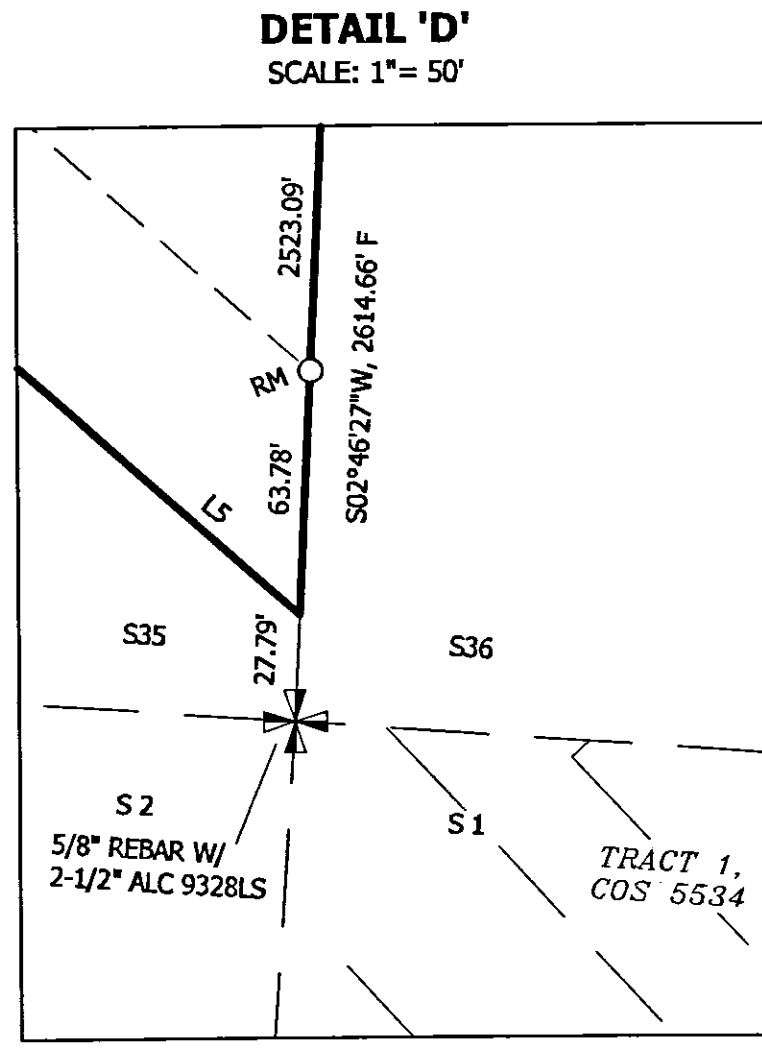 DETAIL 'D'
SCALE: 1"= 50'
2523.09'
S02°46'27"W, 2614.66' F
RM
63.78'
L5
27.79'
S35
S36
S 2
S 1
5/8" REBAR W/
2-1/2" ALC 9328LS
TRACT 1,
COS 5534